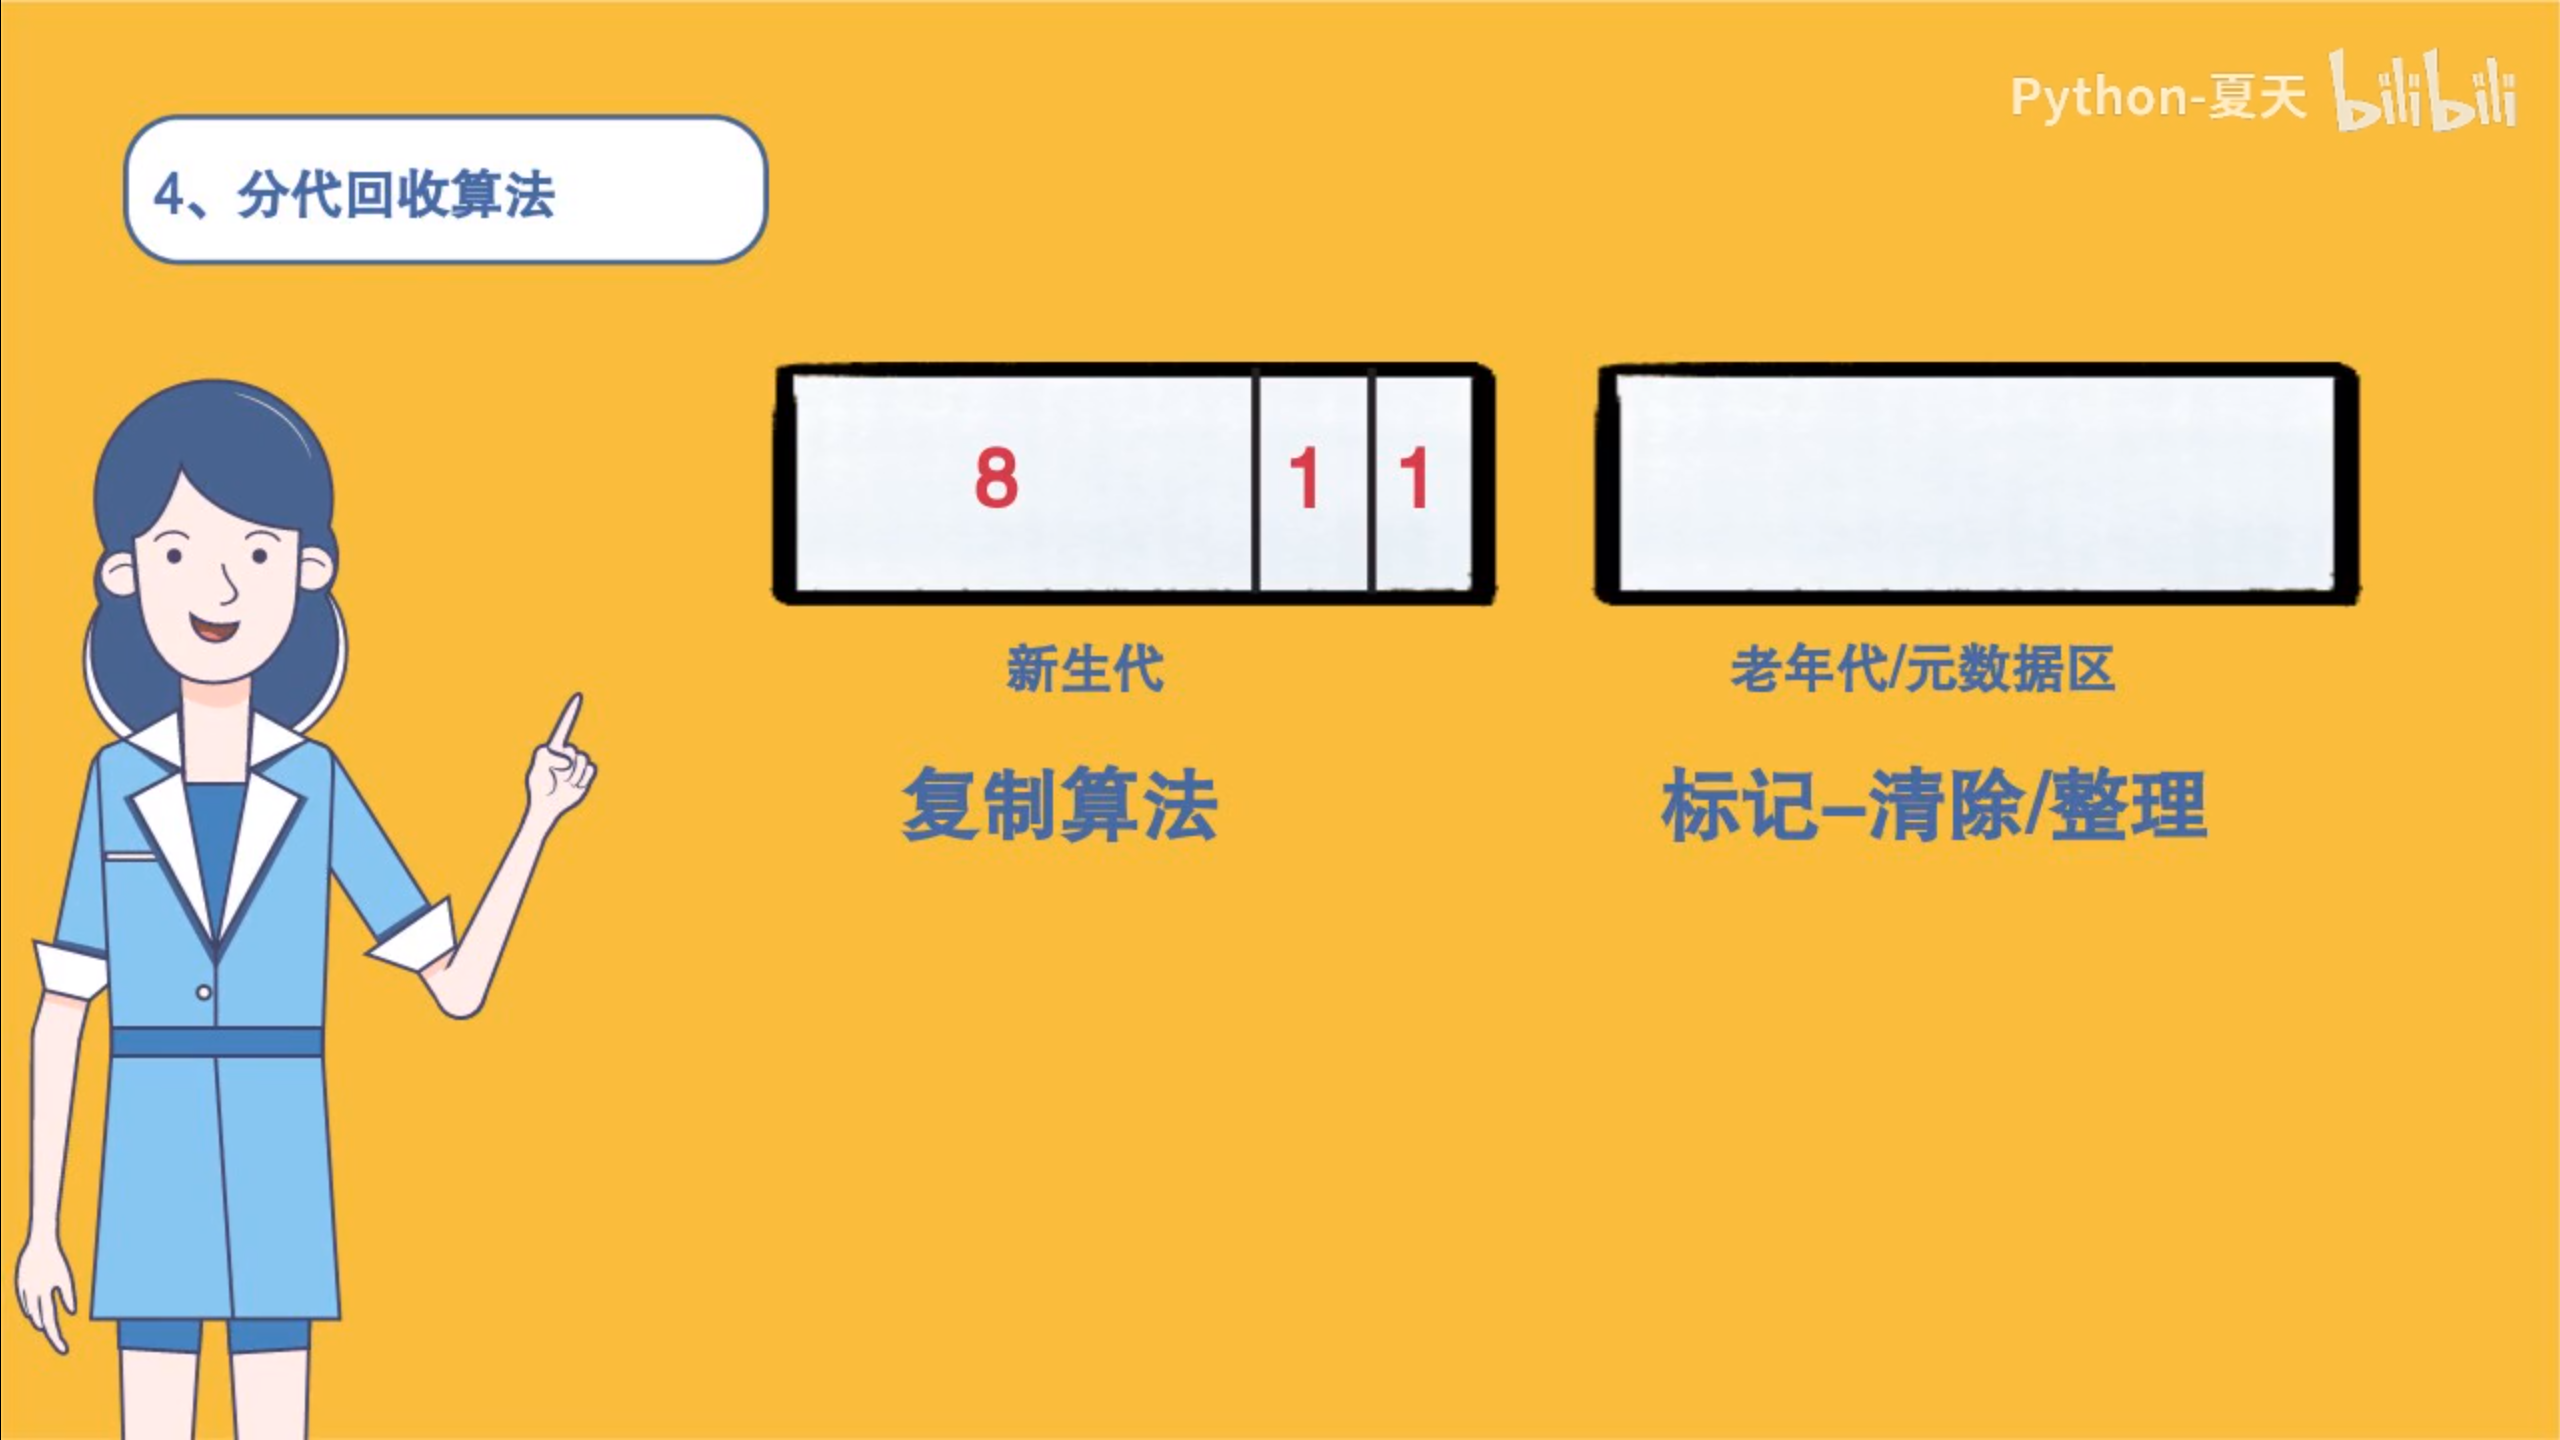 Python-夏天 bilibili
4、分代回收算法
8 1 1
新生代 老年代/元数据区
复制算法 标记–清除/整理